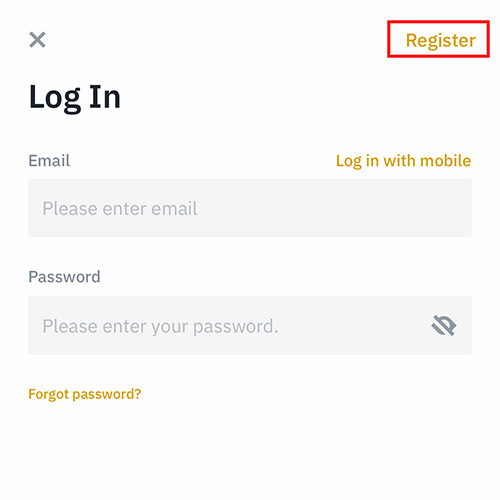 Register
Log In
Email
Log in with mobile
Please enter email
Password
Please enter your password.
Forgot password?